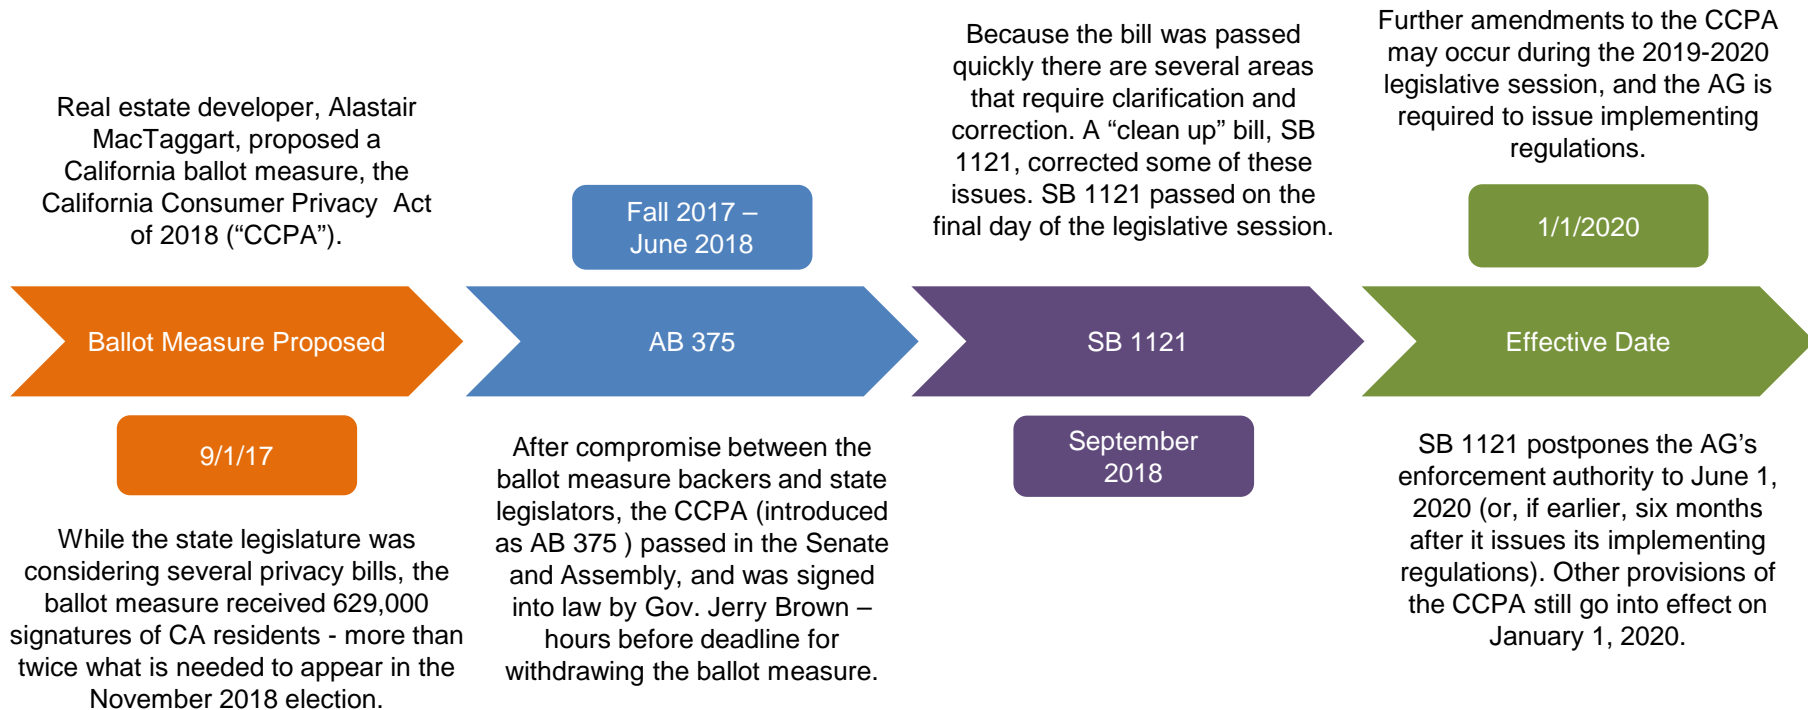 Real estate developer, Alastair
MacTaggart, proposed a
California ballot measure, the
California Consumer Privacy  Act
of 2018 (“CCPA”).
Ballot Measure Proposed
9/1/17
While the state legislature was
considering several privacy bills, the
ballot measure received 629,000
signatures of CA residents - more than
twice what is needed to appear in the
November 2018 election.
Fall 2017 –
June 2018
AB 375
After compromise between the
ballot measure backers and state
legislators, the CCPA (introduced
as AB 375 ) passed in the Senate
and Assembly, and was signed
into law by Gov. Jerry Brown –
hours before deadline for
withdrawing the ballot measure.
Because the bill was passed
quickly there are several areas
that require clarification and
correction. A “clean up” bill, SB
1121, corrected some of these
issues. SB 1121 passed on the
final day of the legislative session.
SB 1121
September
2018
Further amendments to the CCPA
may occur during the 2019-2020
legislative session, and the AG is
required to issue implementing
regulations.
1/1/2020
Effective Date
SB 1121 postpones the AG’s
enforcement authority to June 1,
2020 (or, if earlier, six months
after it issues its implementing
regulations). Other provisions of
the CCPA still go into effect on
January 1, 2020.